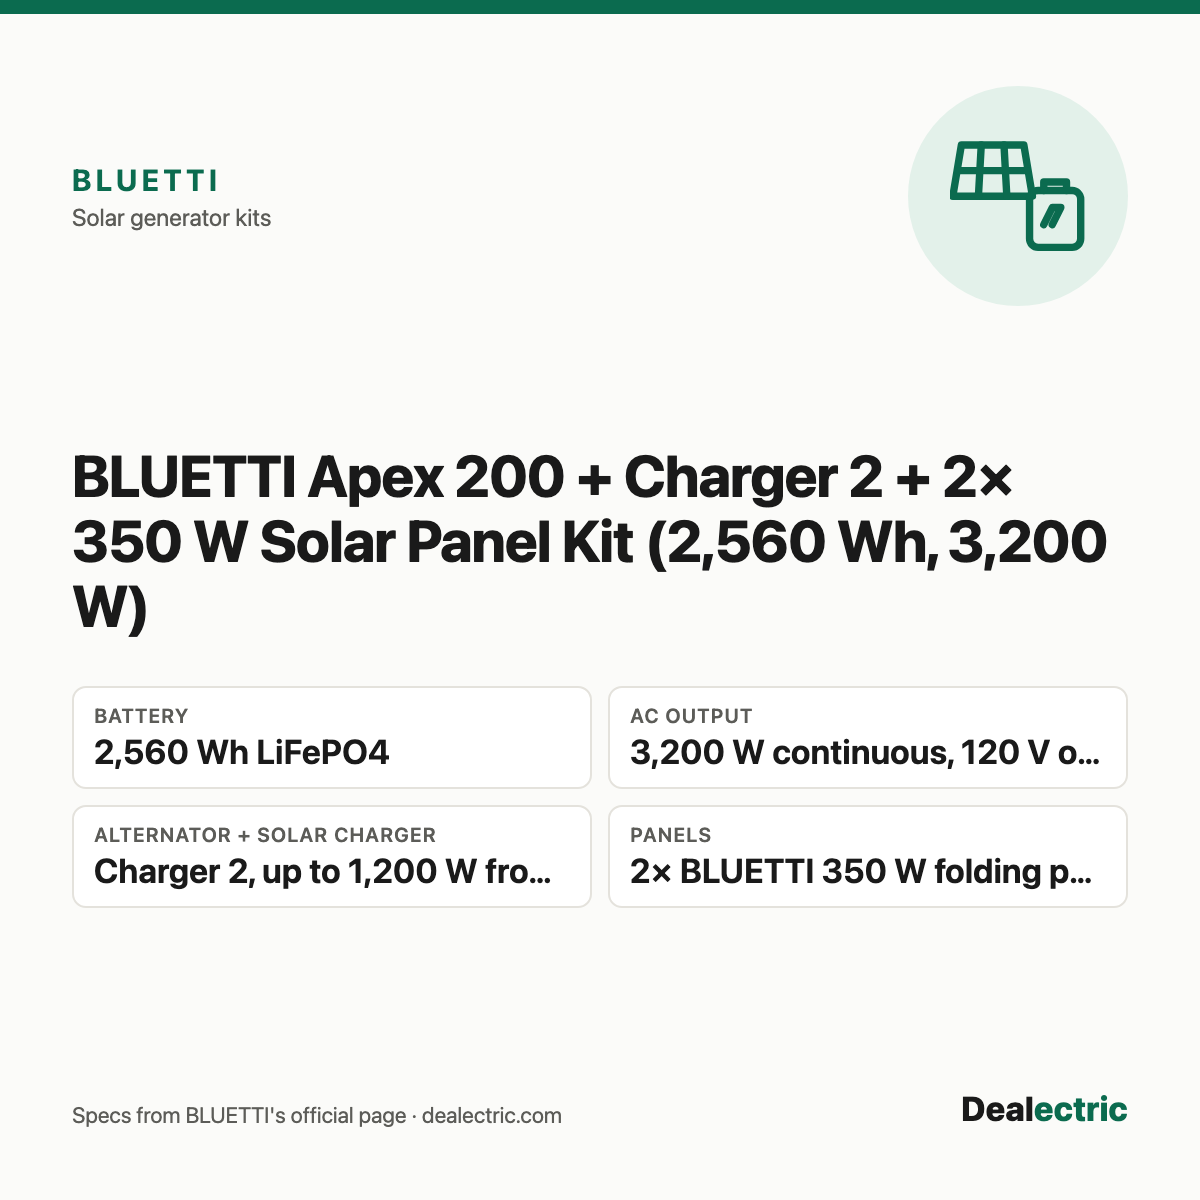 BLUETTI
Solar generator kits
BLUETTI Apex 200 + Charger 2 + 2×
350 W Solar Panel Kit (2,560 Wh, 3,200
W)
BATTERY
2,560 Wh LiFePO4
AC OUTPUT
3,200 W continuous, 120 V o...
ALTERNATOR + SOLAR CHARGER
Charger 2, up to 1,200 W fro...
PANELS
2× BLUETTI 350 W folding p...
Specs from BLUETTI's official page · dealectric.com
Dealectric